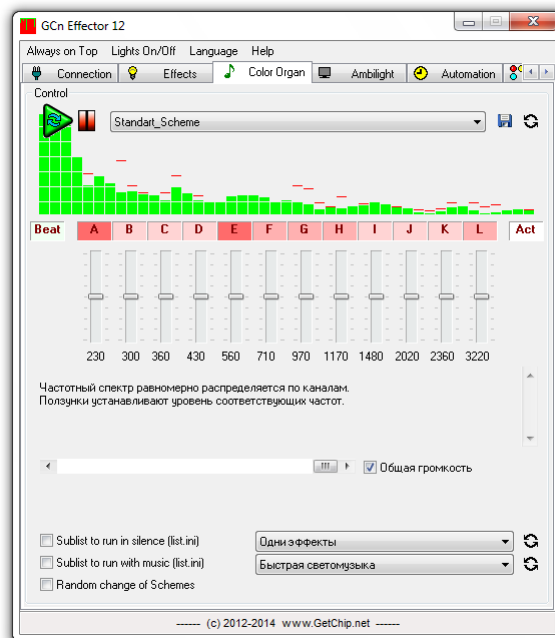 GCn Effector 12
Always on Top Lights On/Off Language Help
Connection Effects Color Organ Ambilight Automation
Control
Standart_Scheme
Beat A B C D E F G H I J K L Act
230 300 360 430 560 710 970 1170 1480 2020 2360 3220
Частотный спектр равномерно распределяется по каналам.
Ползунки устанавливают уровень соответствующих частот.
Общая громкость
Sublist to run in silence (list.ini) Одни эффекты
Sublist to run with music (list.ini) Быстрая светомузыка
Random change of Schemes
------ (c) 2012-2014 www.GetChip.net ------